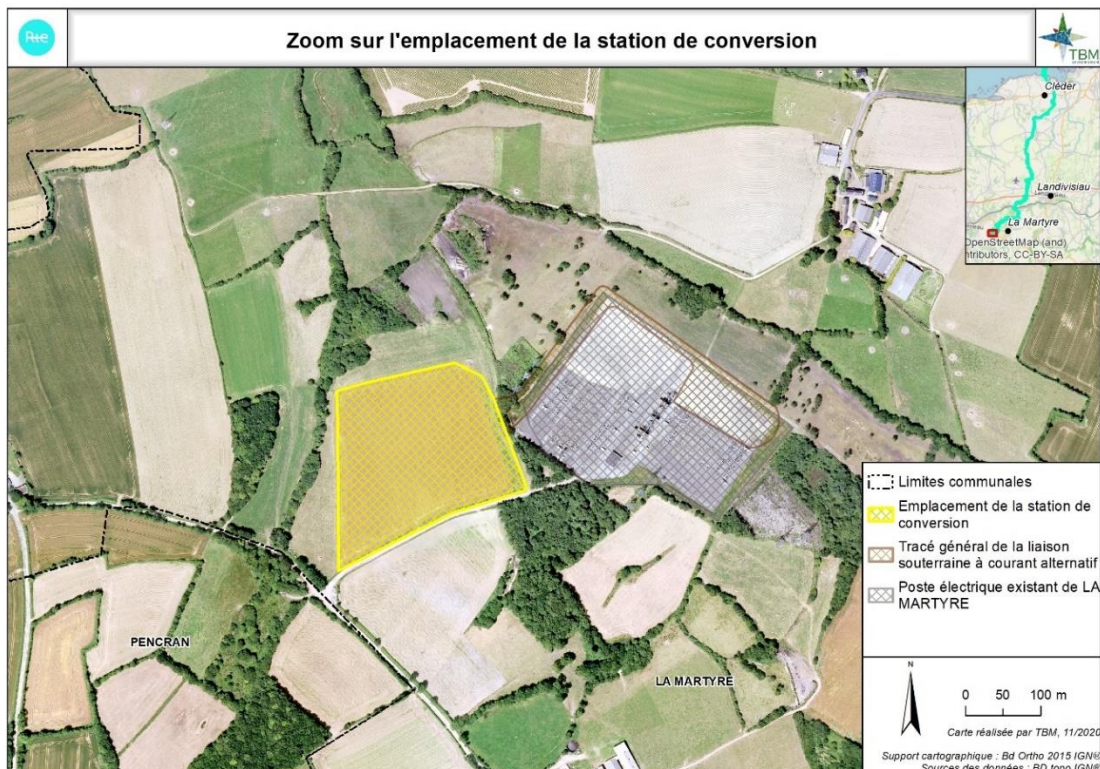 Rte
Zoom sur l'emplacement de la station de conversion
TBM
Cléder
Landivisiau
La Martyre
OpenStreetMap (and)
ntributors, CC-BY-SA
Limites communales
Emplacement de la station de
conversion
Tracé général de la liaison
souterraine à courant alternatif
Poste électrique existant de LA
MARTYRE
PENCRAN
LA MARTYRE
N
0 50 100 m
Carte réalisée par TBM, 11/2020
Support cartographique : Bd Ortho 2015 IGN®
Sources des données : BD topo IGN®